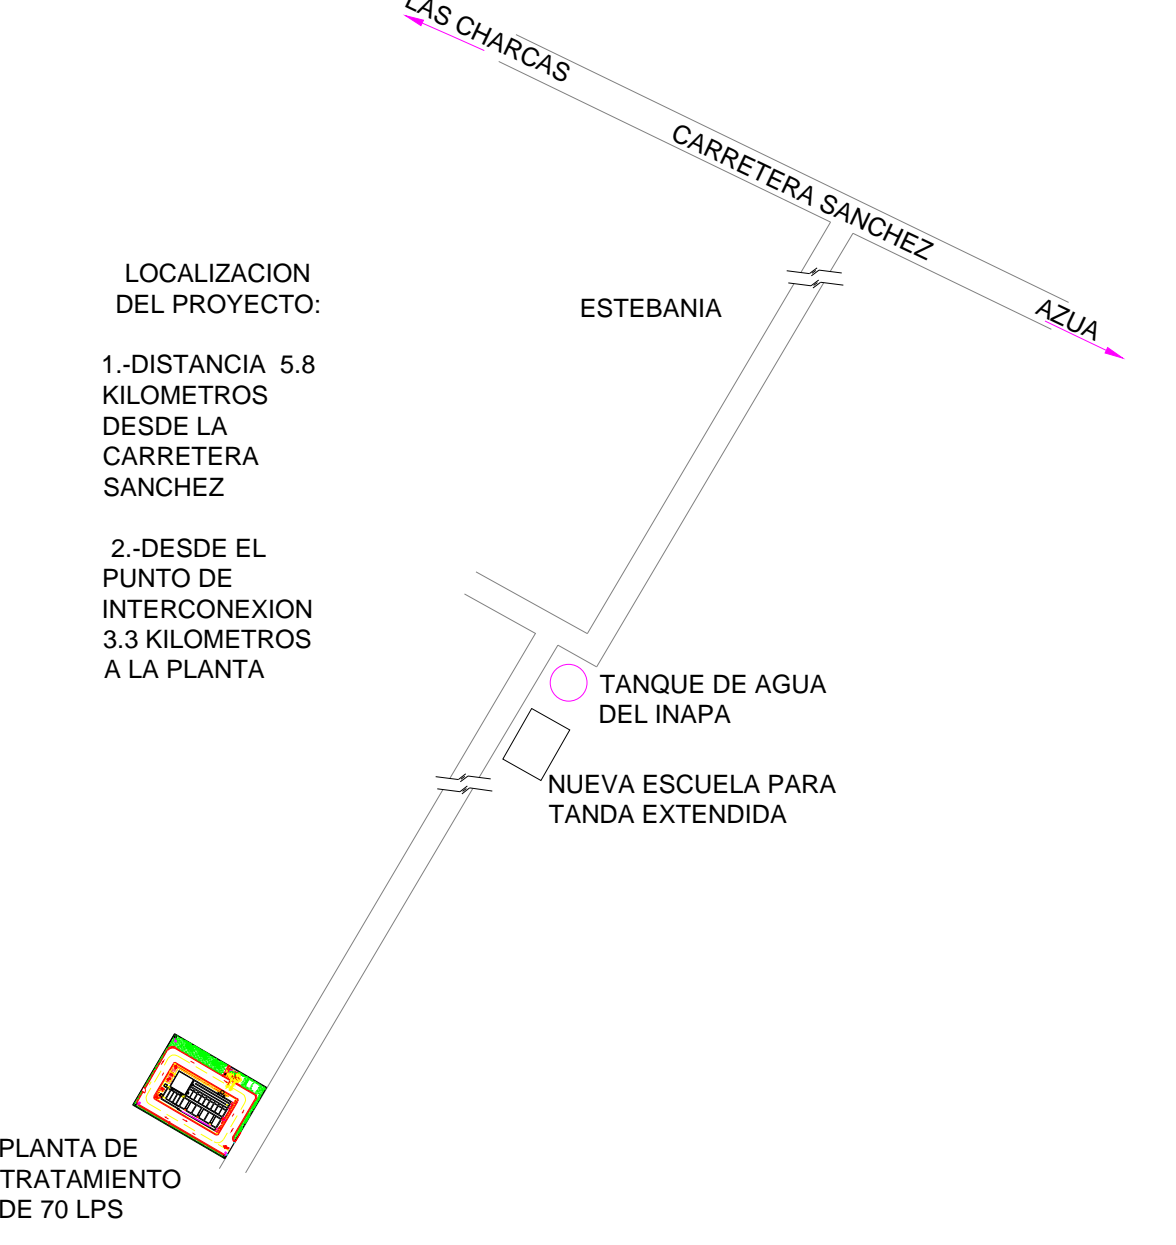 LAS CHARCAS
CARRETERA SANCHEZ
AZUA
LOCALIZACION
DEL PROYECTO:
1.-DISTANCIA 5.8
KILOMETROS
DESDE LA
CARRETERA
SANCHEZ
2.-DESDE EL
PUNTO DE
INTERCONEXION
3.3 KILOMETROS
A LA PLANTA
ESTEBANIA
TANQUE DE AGUA
DEL INAPA
NUEVA ESCUELA PARA
TANDA EXTENDIDA
PLANTA DE
TRATAMIENTO
DE 70 LPS